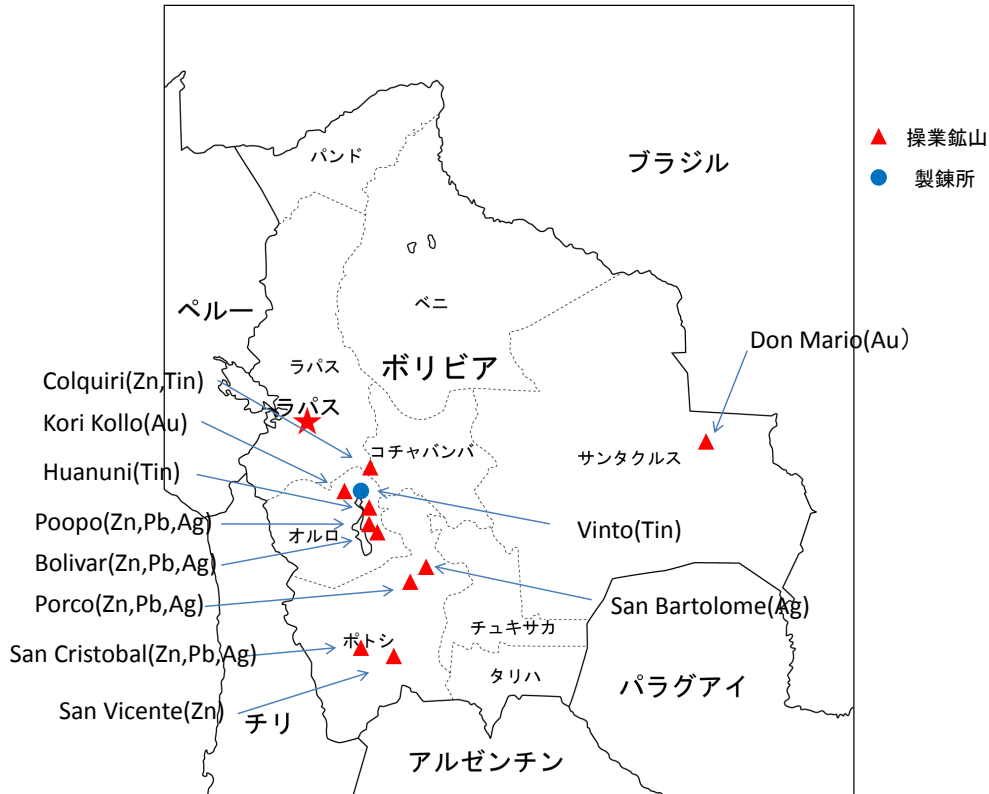 パンド
ブラジル
▲ 操業鉱山
● 製錬所
ペルー
ベニ
Don Mario(Au）
ラパス
ボリビア
Colquiri(Zn,Tin)
ラパス
Kori Kollo(Au)
コチャバンバ
サンタクルス
Huanuni(Tin)
Poopo(Zn,Pb,Ag)
オルロ
Vinto(Tin)
Bolivar(Zn,Pb,Ag)
Porco(Zn,Pb,Ag)
San Bartolome(Ag)
チュキサカ
ポトシ
San Cristobal(Zn,Pb,Ag)
タリハ
パラグアイ
San Vicente(Zn)
チリ
アルゼンチン